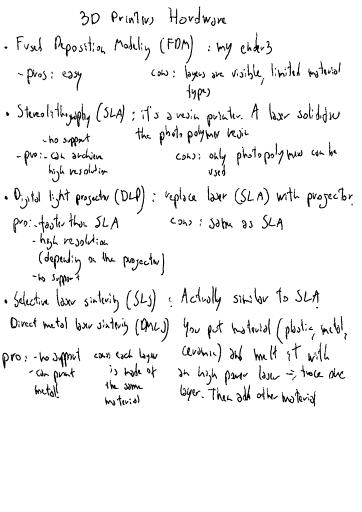 3D Printers Hardware
• Fused Deposition Modeling (FDM) : my ender3
- pros : easy cons : layers are visible, limited material
types
• Stereolithography (SLA) : it's a resin printer. A laser solidifies
the photopolymer resin
- no support
- pro: - can achieve cons : only photopolymer can be
high resolution used
• Digital light projector (DLP) : replace laser (SLA) with projector
pro: - faster than SLA cons : same as SLA
- high resolution
(depending on the projector)
- no support
• Selective laser sintering (SLS) : Actually similar to SLA
Direct metal laser sintering (DMLS) You put material (plastic, metal,
pro : - no support cons: each layer ceramic) and melt it with
- can print is made of an high power laser → trace one
metal! the same layer. Then add other material
material